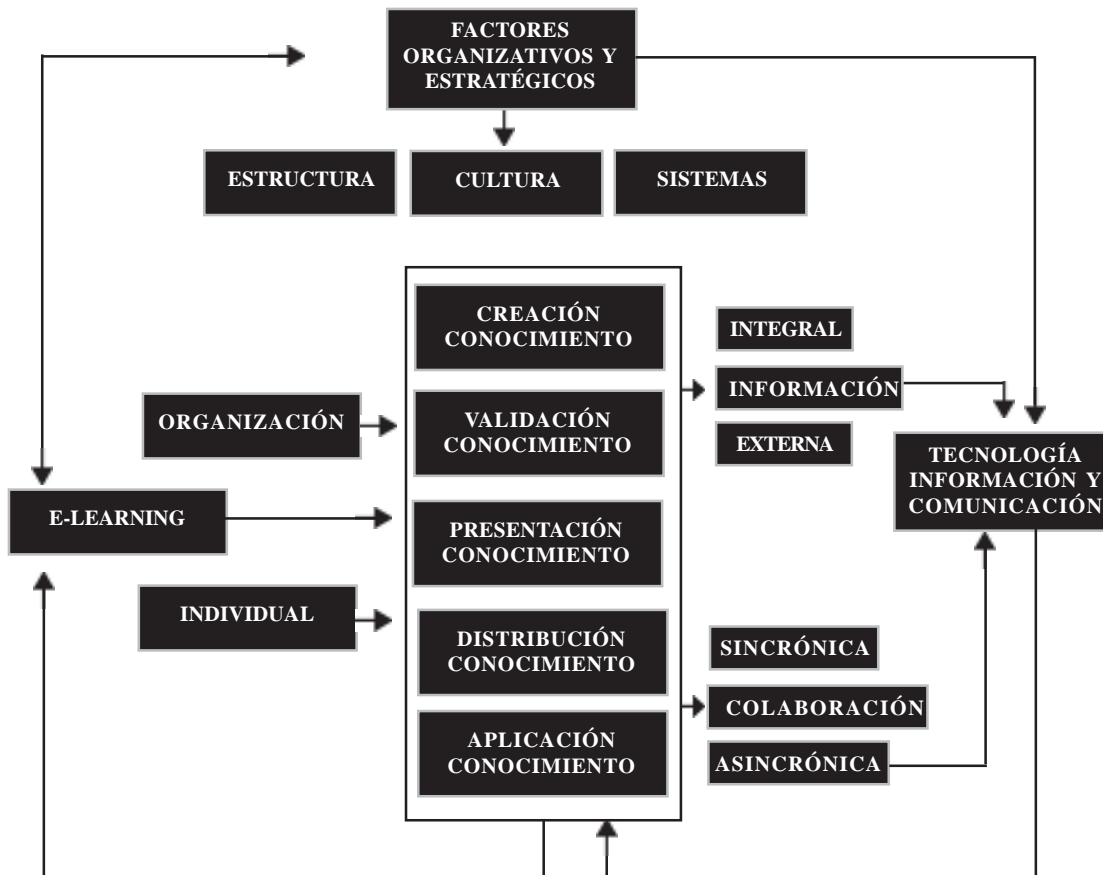 FACTORES
ORGANIZATIVOS Y
ESTRATÉGICOS
ESTRUCTURA
CULTURA
SISTEMAS
CREACIÓN
CONOCIMIENTO
INTEGRAL
INFORMACIÓN
EXTERNA
ORGANIZACIÓN
VALIDACIÓN
CONOCIMIENTO
TECNOLOGÍA
INFORMACIÓN Y
COMUNICACIÓN
E-LEARNING
PRESENTACIÓN
CONOCIMIENTO
INDIVIDUAL
DISTRIBUCIÓN
CONOCIMIENTO
SINCRÓNICA
COLABORACIÓN
ASINCRÓNICA
APLICACIÓN
CONOCIMIENTO